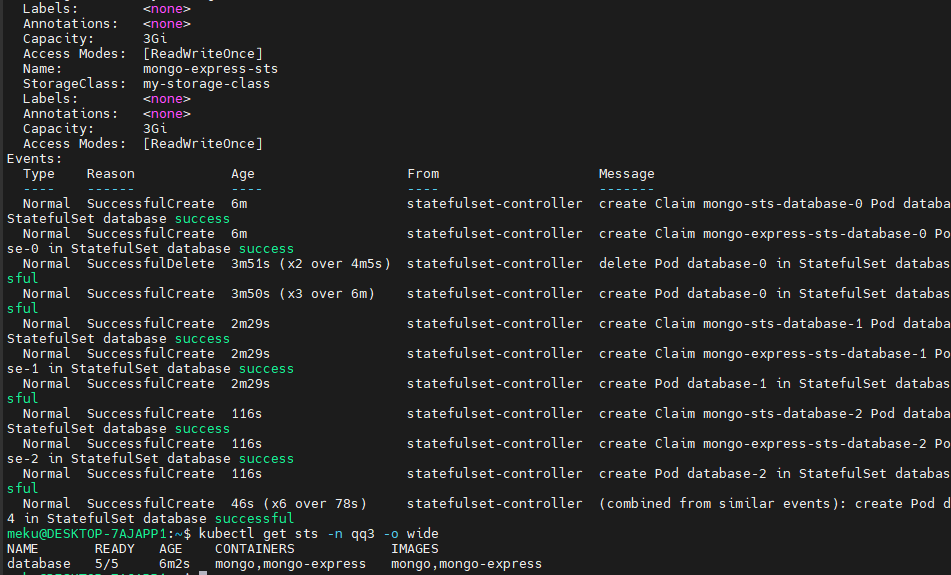 Labels:        <none>
Annotations:   <none>
Capacity:      3Gi
Access Modes:  [ReadWriteOnce]
Name:          mongo-express-sts
StorageClass:  my-storage-class
Labels:        <none>
Annotations:   <none>
Capacity:      3Gi
Access Modes:  [ReadWriteOnce]
Events:
Type    Reason            Age                    From                    Message
----    ------            ----                   ----                    -------
Normal  SuccessfulCreate  6m                     statefulset-controller  create Claim mongo-sts-database-0 Pod databa
StatefulSet database success
Normal  SuccessfulCreate  6m                     statefulset-controller  create Claim mongo-express-sts-database-0 Po
se-0 in StatefulSet database success
Normal  SuccessfulDelete  3m51s (x2 over 4m5s)  statefulset-controller  delete Pod database-0 in StatefulSet databas
sful
Normal  SuccessfulCreate  3m50s (x3 over 6m)    statefulset-controller  create Pod database-0 in StatefulSet databas
sful
Normal  SuccessfulCreate  2m29s                 statefulset-controller  create Claim mongo-sts-database-1 Pod databa
StatefulSet database success
Normal  SuccessfulCreate  2m29s                 statefulset-controller  create Claim mongo-express-sts-database-1 Po
se-1 in StatefulSet database success
Normal  SuccessfulCreate  2m29s                 statefulset-controller  create Pod database-1 in StatefulSet databas
sful
Normal  SuccessfulCreate  116s                  statefulset-controller  create Claim mongo-sts-database-2 Pod databa
StatefulSet database success
Normal  SuccessfulCreate  116s                  statefulset-controller  create Claim mongo-express-sts-database-2 Po
se-2 in StatefulSet database success
Normal  SuccessfulCreate  116s                  statefulset-controller  create Pod database-2 in StatefulSet databas
sful
Normal  SuccessfulCreate  46s (x6 over 78s)     statefulset-controller  (combined from similar events): create Pod d
4 in StatefulSet database successful
meku@DESKTOP-7AJAPP1:~$ kubectl get sts -n qq3 -o wide
NAME       READY   AGE    CONTAINERS            IMAGES
database   5/5     6m2s   mongo,mongo-express   mongo,mongo-express